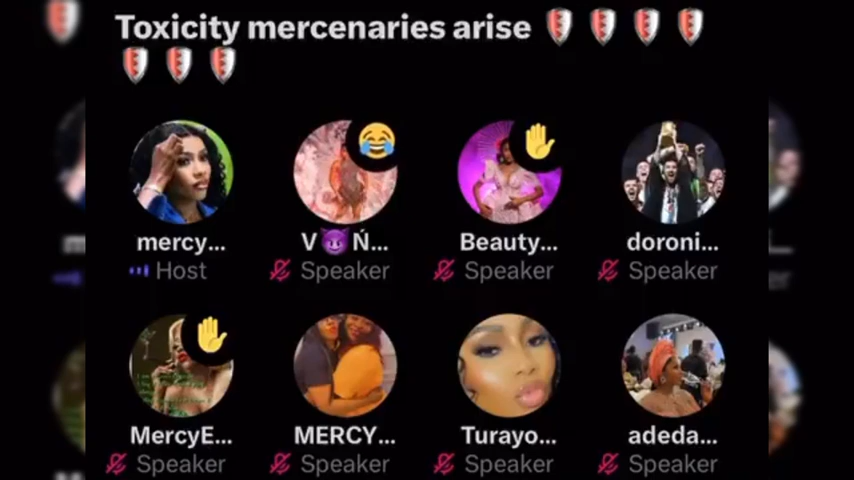 Toxicity mercenaries arise
mercy... V😈Ń... Beauty... doroni...
Host Speaker Speaker Speaker
MercyE... MERCY... Turayo... adeda...
Speaker Speaker Speaker Speaker